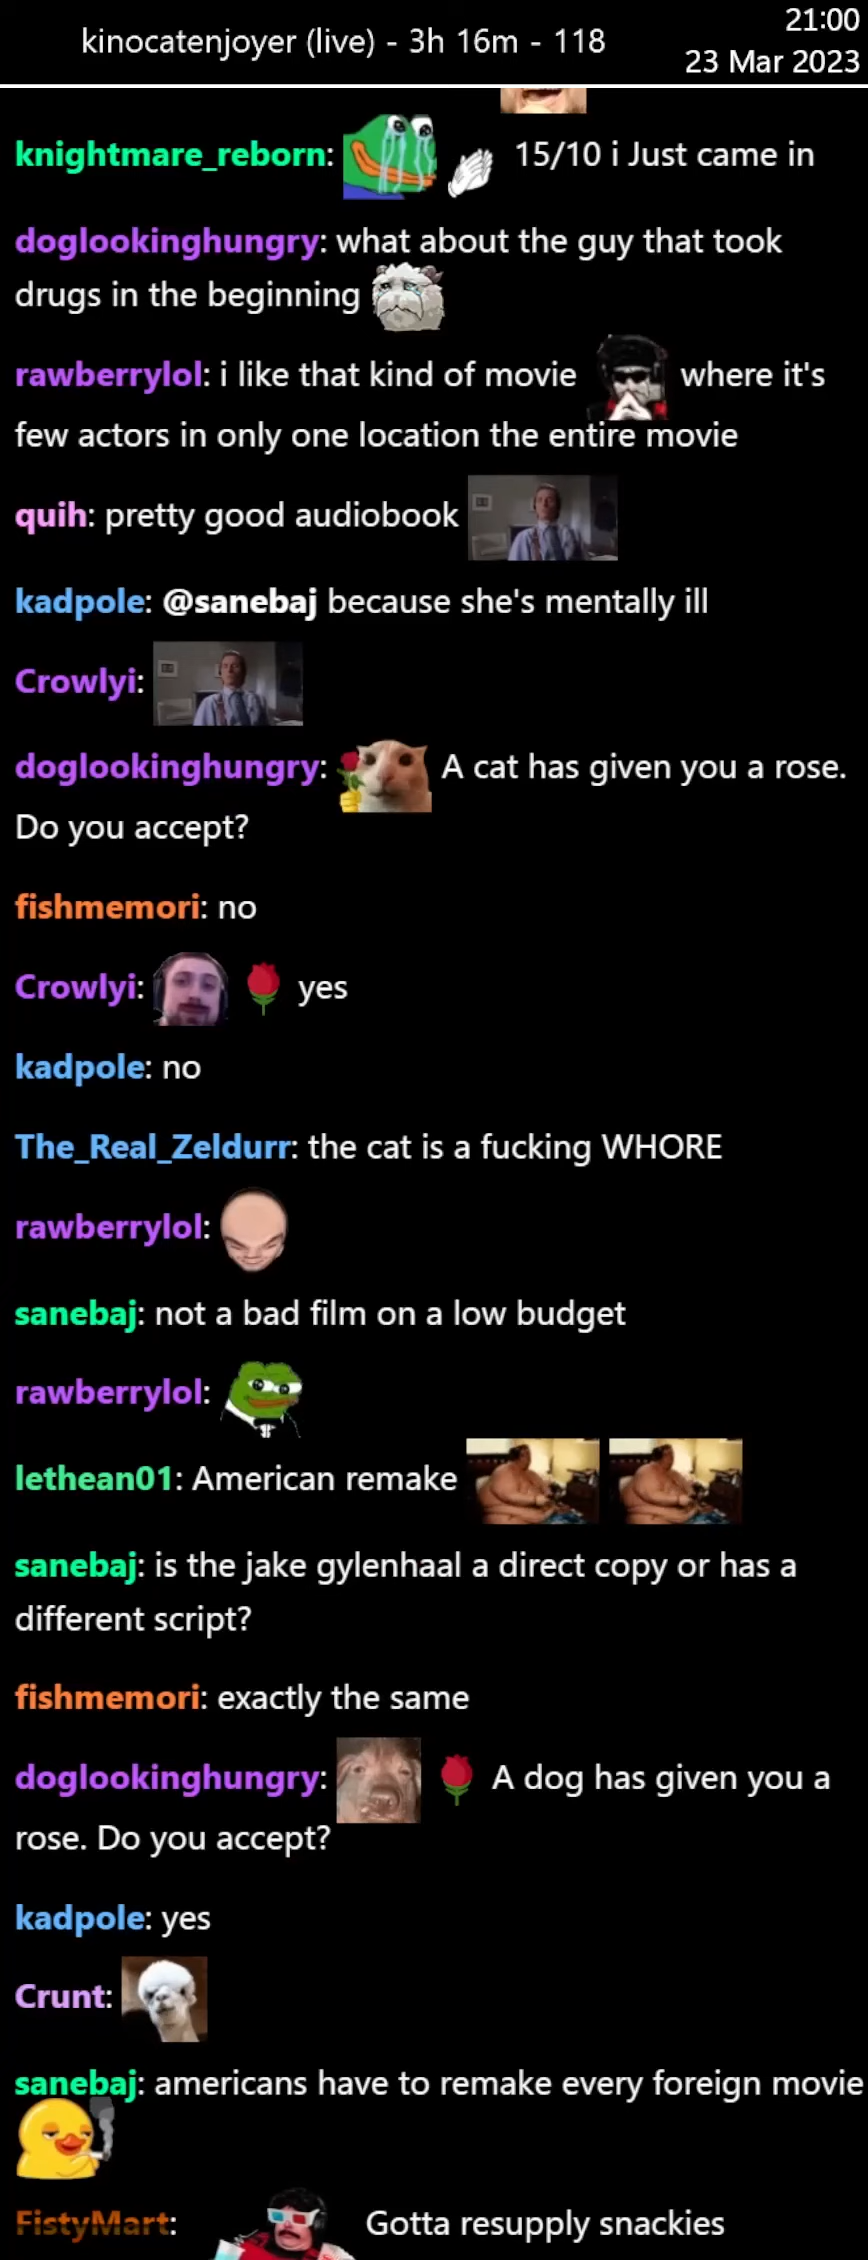 kinocatenjoyer (live) - 3h 16m - 118
21:00
23 Mar 2023
knightmare_reborn: 15/10 i Just came in
doglookinghungry: what about the guy that took
drugs in the beginning
rawberrylol: i like that kind of movie where it's
few actors in only one location the entire movie
quih: pretty good audiobook
kadpole: @sanebaj because she's mentally ill
Crowlyi:
doglookinghungry: A cat has given you a rose.
Do you accept?
fishmemori: no
Crowlyi: yes
kadpole: no
The_Real_Zeldurr: the cat is a fucking WHORE
rawberrylol:
sanebaj: not a bad film on a low budget
rawberrylol:
lethean01: American remake
sanebaj: is the jake gylenhaal a direct copy or has a
different script?
fishmemori: exactly the same
doglookinghungry: A dog has given you a
rose. Do you accept?
kadpole: yes
Crunt:
sanebaj: americans have to remake every foreign movie
FistyMart: Gotta resupply snackies